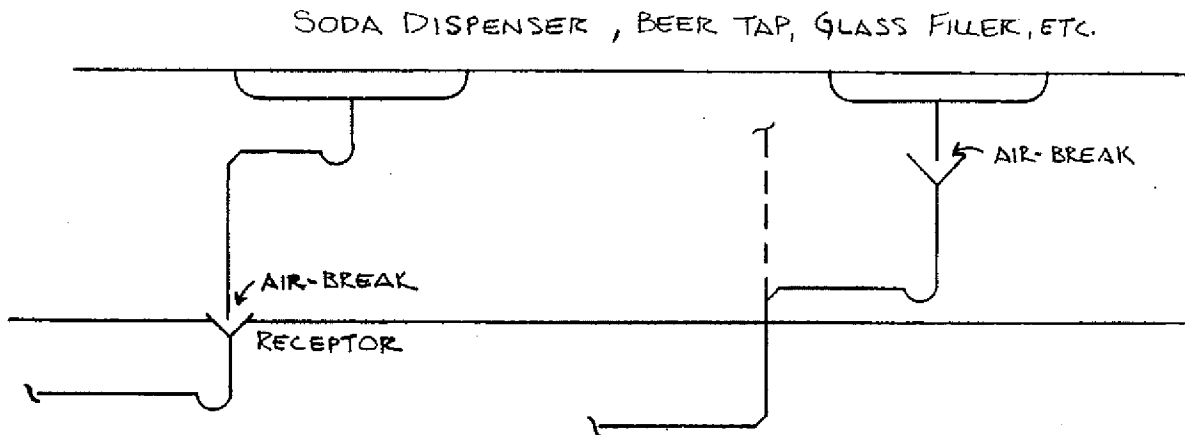 SODA DISPENSER, BEER TAP, GLASS FILLER, ETC.
AIR-BREAK
AIR-BREAK
RECEPTOR